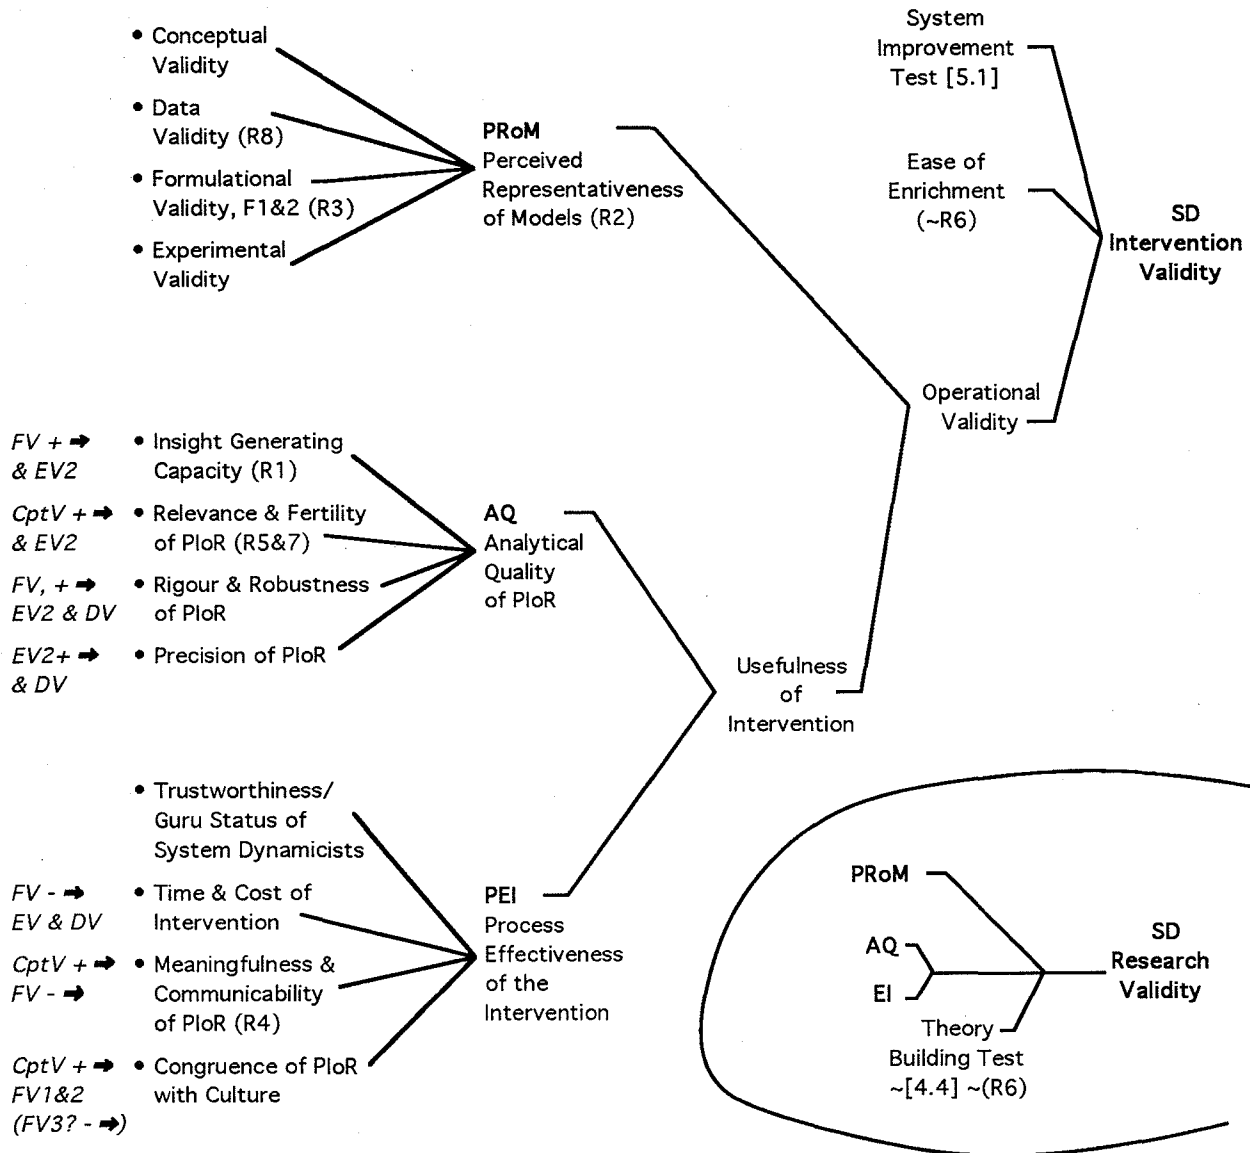 • Conceptual
Validity
• Data
Validity (R8)
• Formulational
Validity, F1&2 (R3)
• Experimental
Validity
PRoM
Perceived
Representativeness
of Models (R2)
System
Improvement
Test [5.1]
Ease of
Enrichment
(~R6)
SD
Intervention
Validity
Operational
Validity
FV + ➡
& EV2
• Insight Generating
Capacity (R1)
CptV + ➡
& EV2
• Relevance & Fertility
of PIoR (R5&7)
FV, + ➡
EV2 & DV
• Rigour & Robustness
of PIoR
EV2+ ➡
& DV
• Precision of PIoR
AQ
Analytical
Quality
of PIoR
Usefulness
of
Intervention
• Trustworthiness/
Guru Status of
System Dynamicists
FV - ➡
EV & DV
• Time & Cost of
Intervention
CptV + ➡
FV - ➡
• Meaningfulness &
Communicability
of PIoR (R4)
CptV + ➡
FV1&2
(FV3? - ➡)
• Congruence of PIoR
with Culture
PEI
Process
Effectiveness
of the
Intervention
PRoM
AQ
EI
Theory
Building Test
~[4.4] ~(R6)
SD
Research
Validity